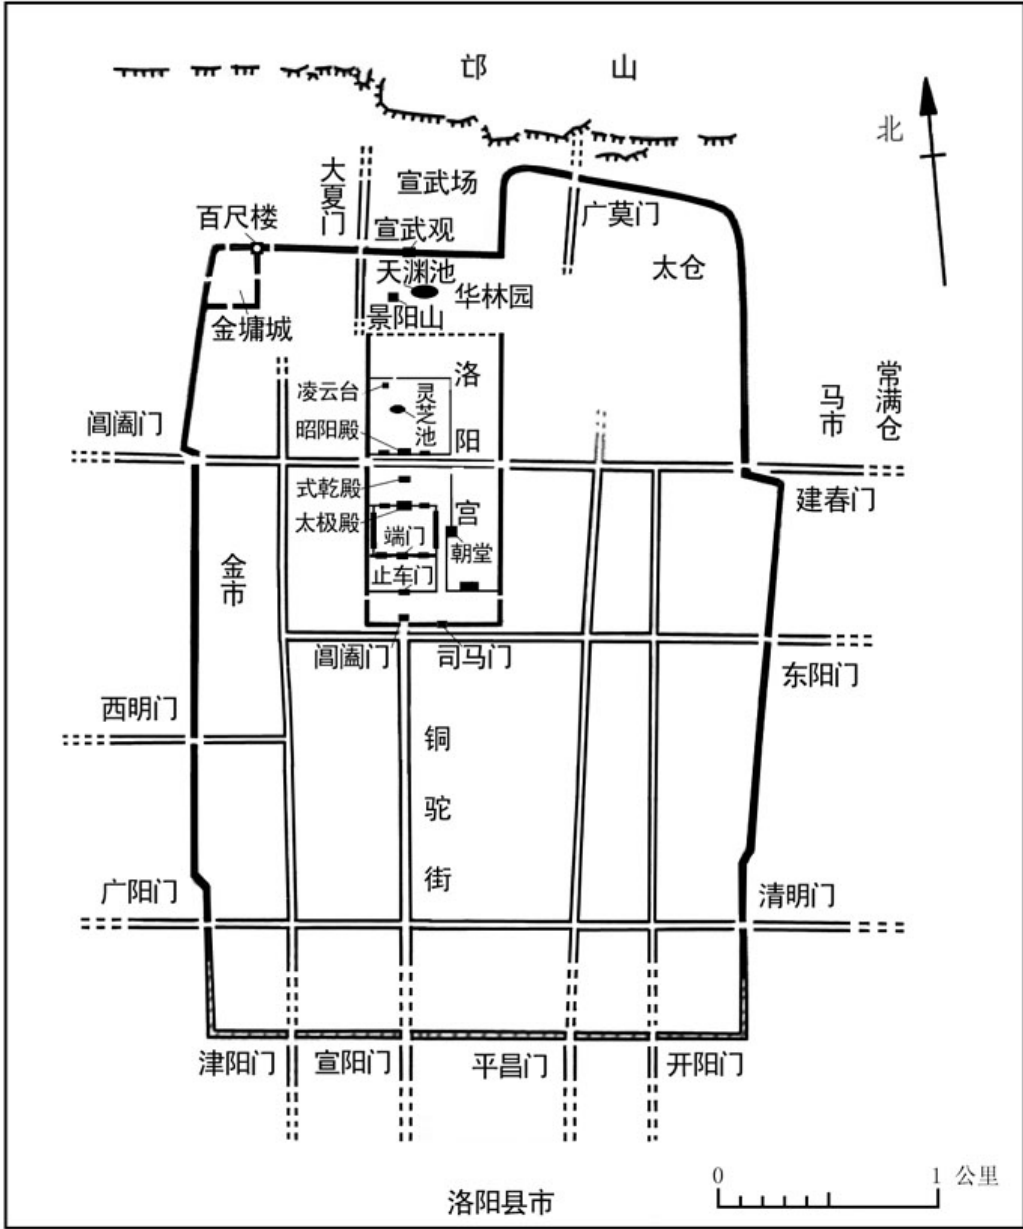 邙山
北
大夏门
宣武场
广莫门
百尺楼
宣武观
天渊池
太仓
华林园
景阳山
金墉城
洛阳宫
凌云台
灵芝池
马市
常满仓
阊阖门
昭阳殿
建春门
式乾殿
太极殿
端门
朝堂
止车门
金市
阊阖门
司马门
东阳门
西明门
铜驼街
广阳门
清明门
津阳门
宣阳门
平昌门
开阳门
0 1 公里
洛阳县市